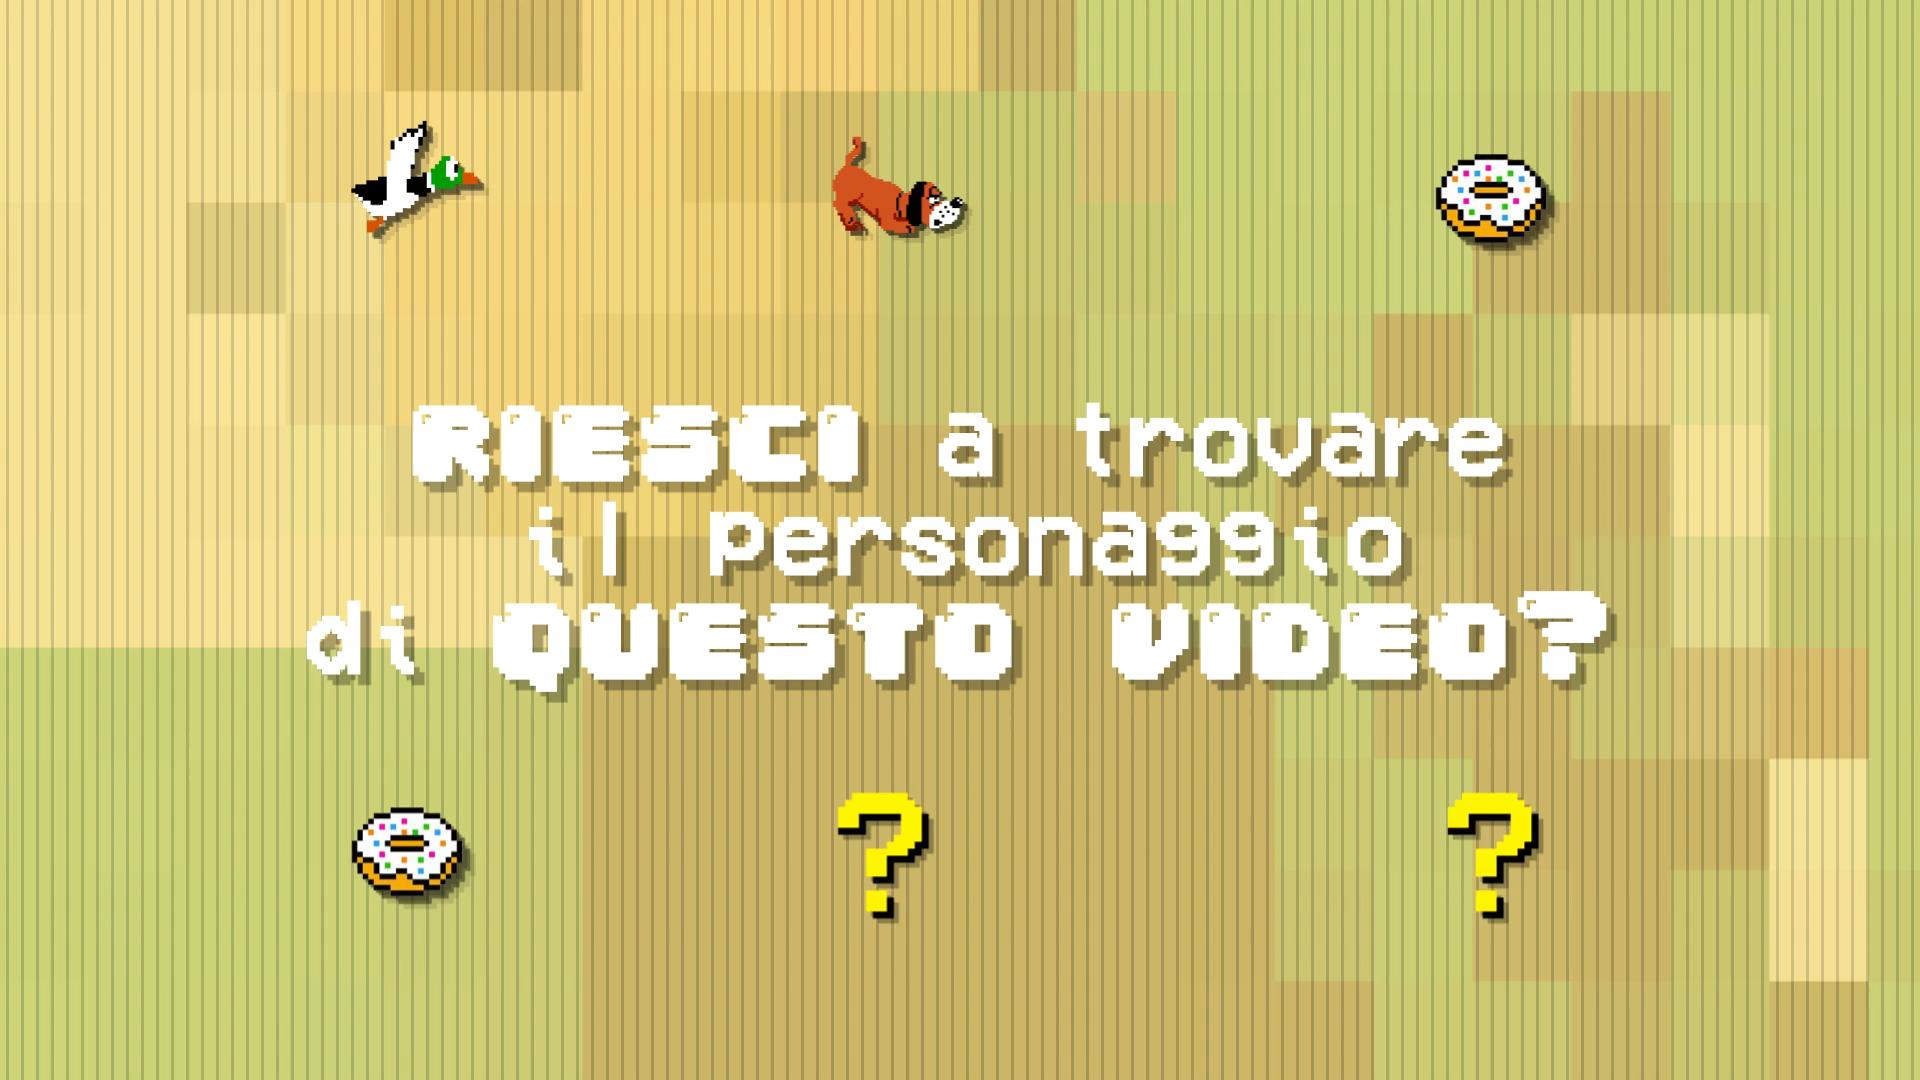 RIESCI a trovare
il personaggio
di QUESTO VIDEO?
? ?